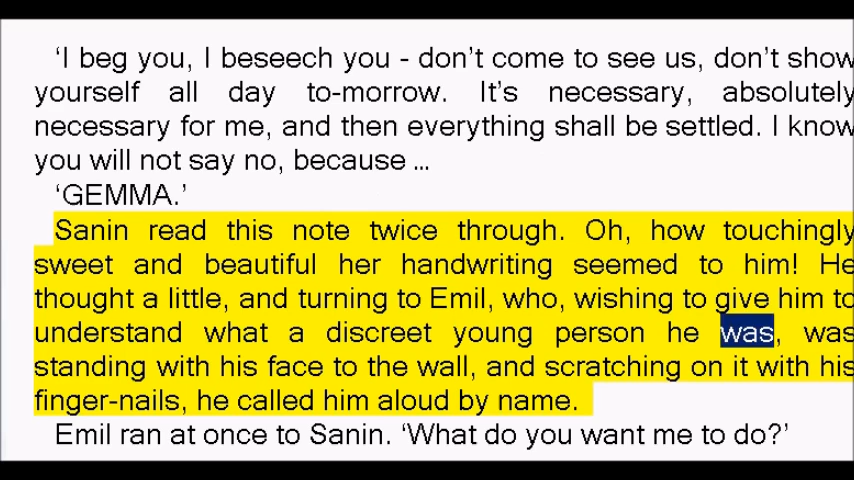 ‘I beg you, I beseech you - don’t come to see us, don’t show
yourself all day to-morrow. It’s necessary, absolutely
necessary for me, and then everything shall be settled. I know
you will not say no, because ...
‘GEMMA.’
Sanin read this note twice through. Oh, how touchingly
sweet and beautiful her handwriting seemed to him! He
thought a little, and turning to Emil, who, wishing to give him to
understand what a discreet young person he was, was
standing with his face to the wall, and scratching on it with his
finger-nails, he called him aloud by name.
Emil ran at once to Sanin. ‘What do you want me to do?’